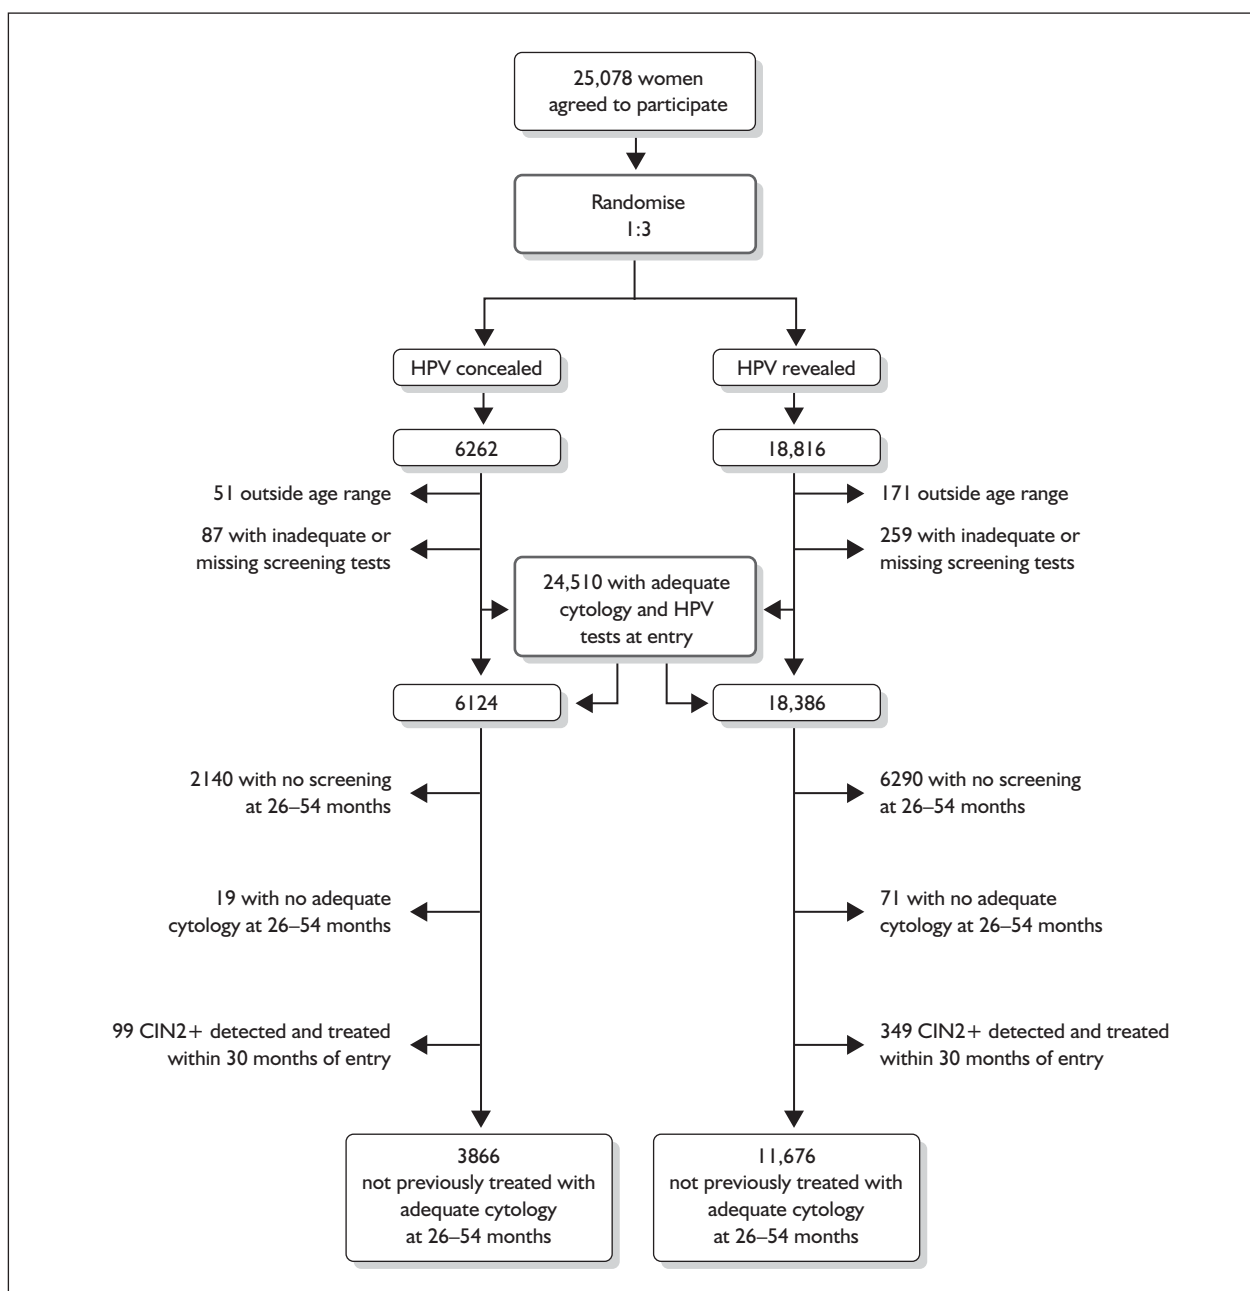 25,078 women
agreed to participate
Randomise
1:3
HPV concealed
HPV revealed
6262
18,816
51 outside age range
171 outside age range
87 with inadequate or
missing screening tests
259 with inadequate or
missing screening tests
24,510 with adequate
cytology and HPV
tests at entry
6124
18,386
2140 with no screening
at 26–54 months
6290 with no screening
at 26–54 months
19 with no adequate
cytology at 26–54 months
71 with no adequate
cytology at 26–54 months
99 CIN2+ detected and treated
within 30 months of entry
349 CIN2+ detected and treated
within 30 months of entry
3866
not previously treated with
adequate cytology
at 26–54 months
11,676
not previously treated with
adequate cytology
at 26–54 months